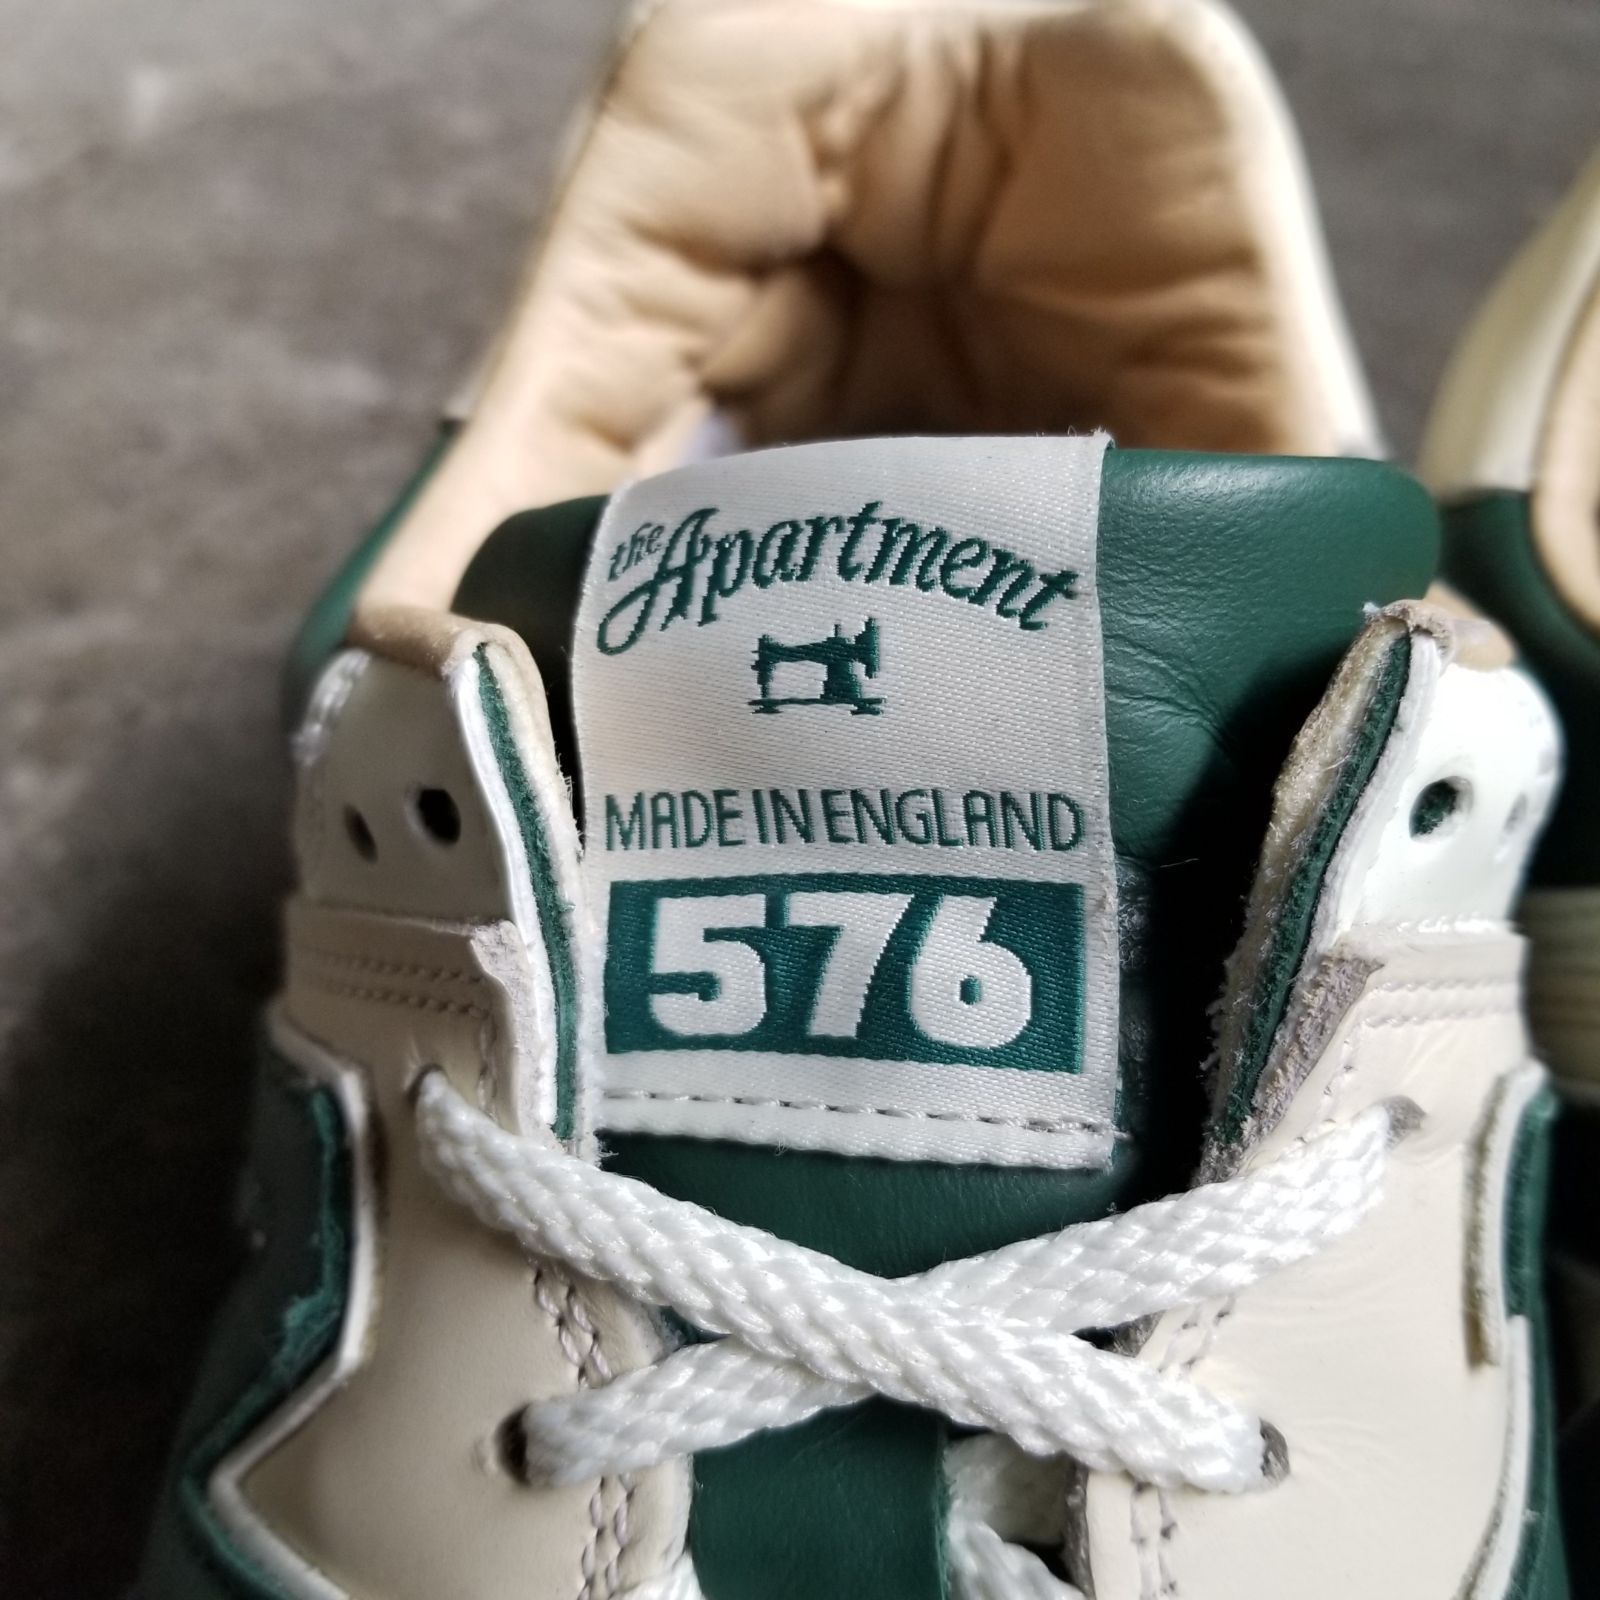 the Apartment
MADE IN ENGLAND
576